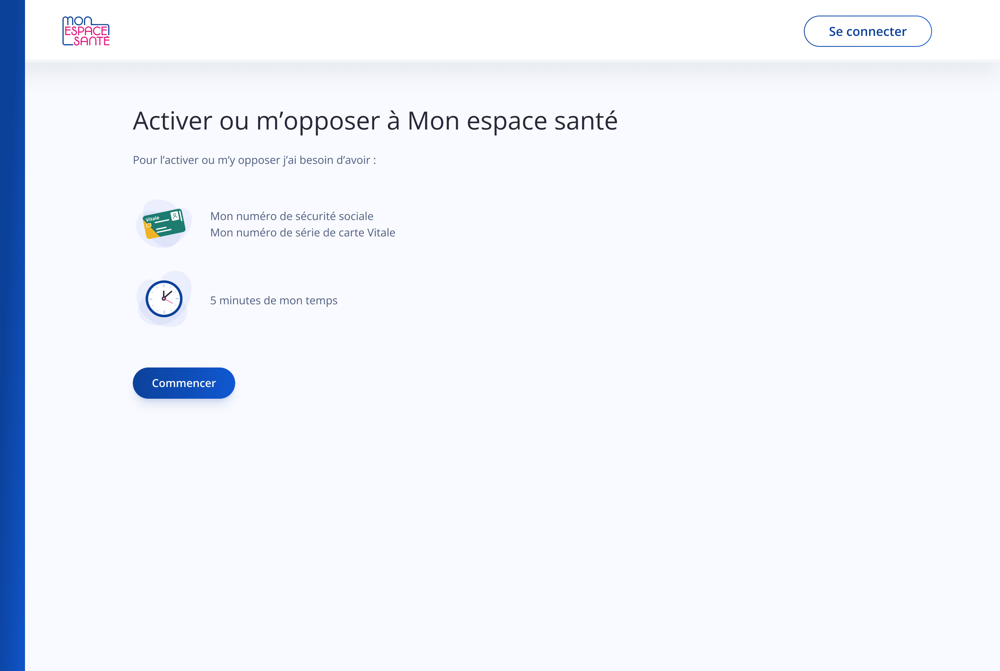 mon
ESPACE
SANTÉ
Se connecter
Activer ou m’opposer à Mon espace santé
Pour l’activer ou m’y opposer j’ai besoin d’avoir :
Vitale
Mon numéro de sécurité sociale
Mon numéro de série de carte Vitale
5 minutes de mon temps
Commencer